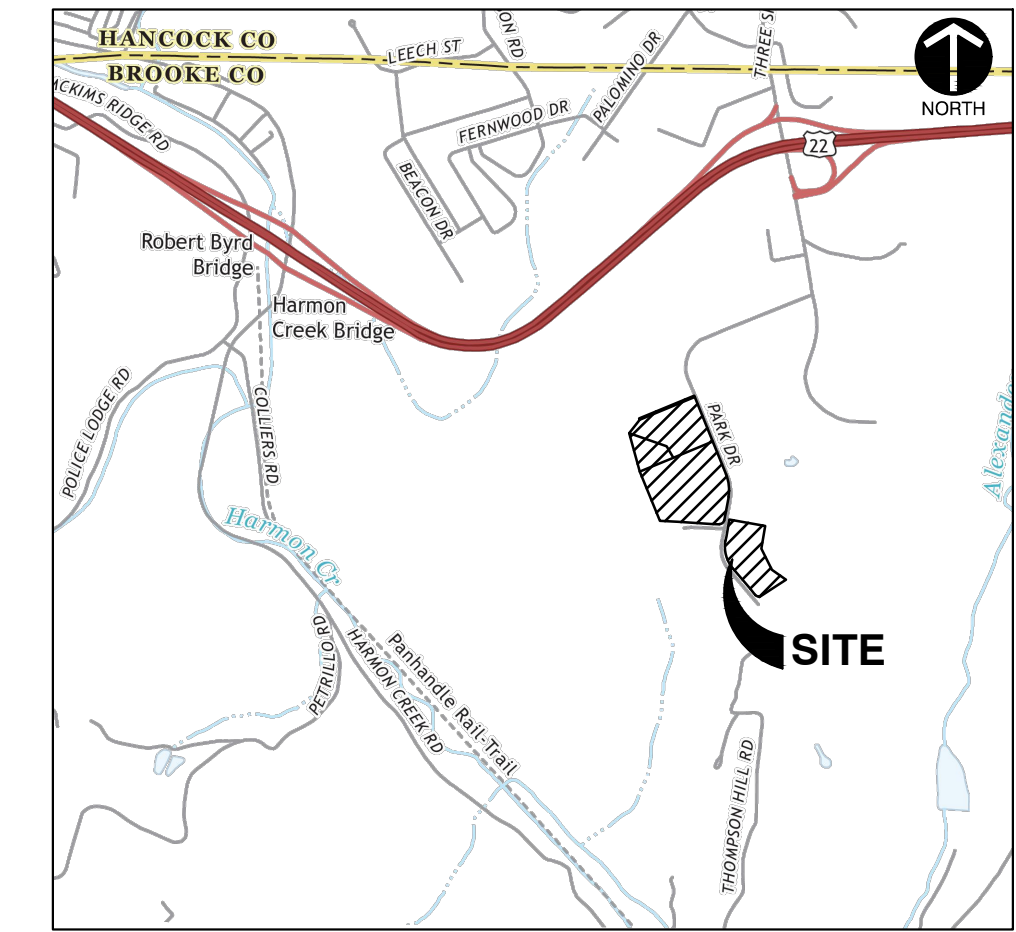 HANCOCK CO
BROOKE CO
LEECH ST
ON RD
PALOMINO DR
THREE S
NORTH
MCKIMS RIDGE RD
FERNWOOD DR
22
BEACON DR
Robert Byrd
Bridge
Harmon
Creek Bridge
POLICE LODGE RD
COLLIERS RD
PARK DR
Alexande
Harmon Cr
SITE
PETRILLO RD
HARMON CREEK RD
Panhandle Rail-Trail
THOMPSON HILL RD